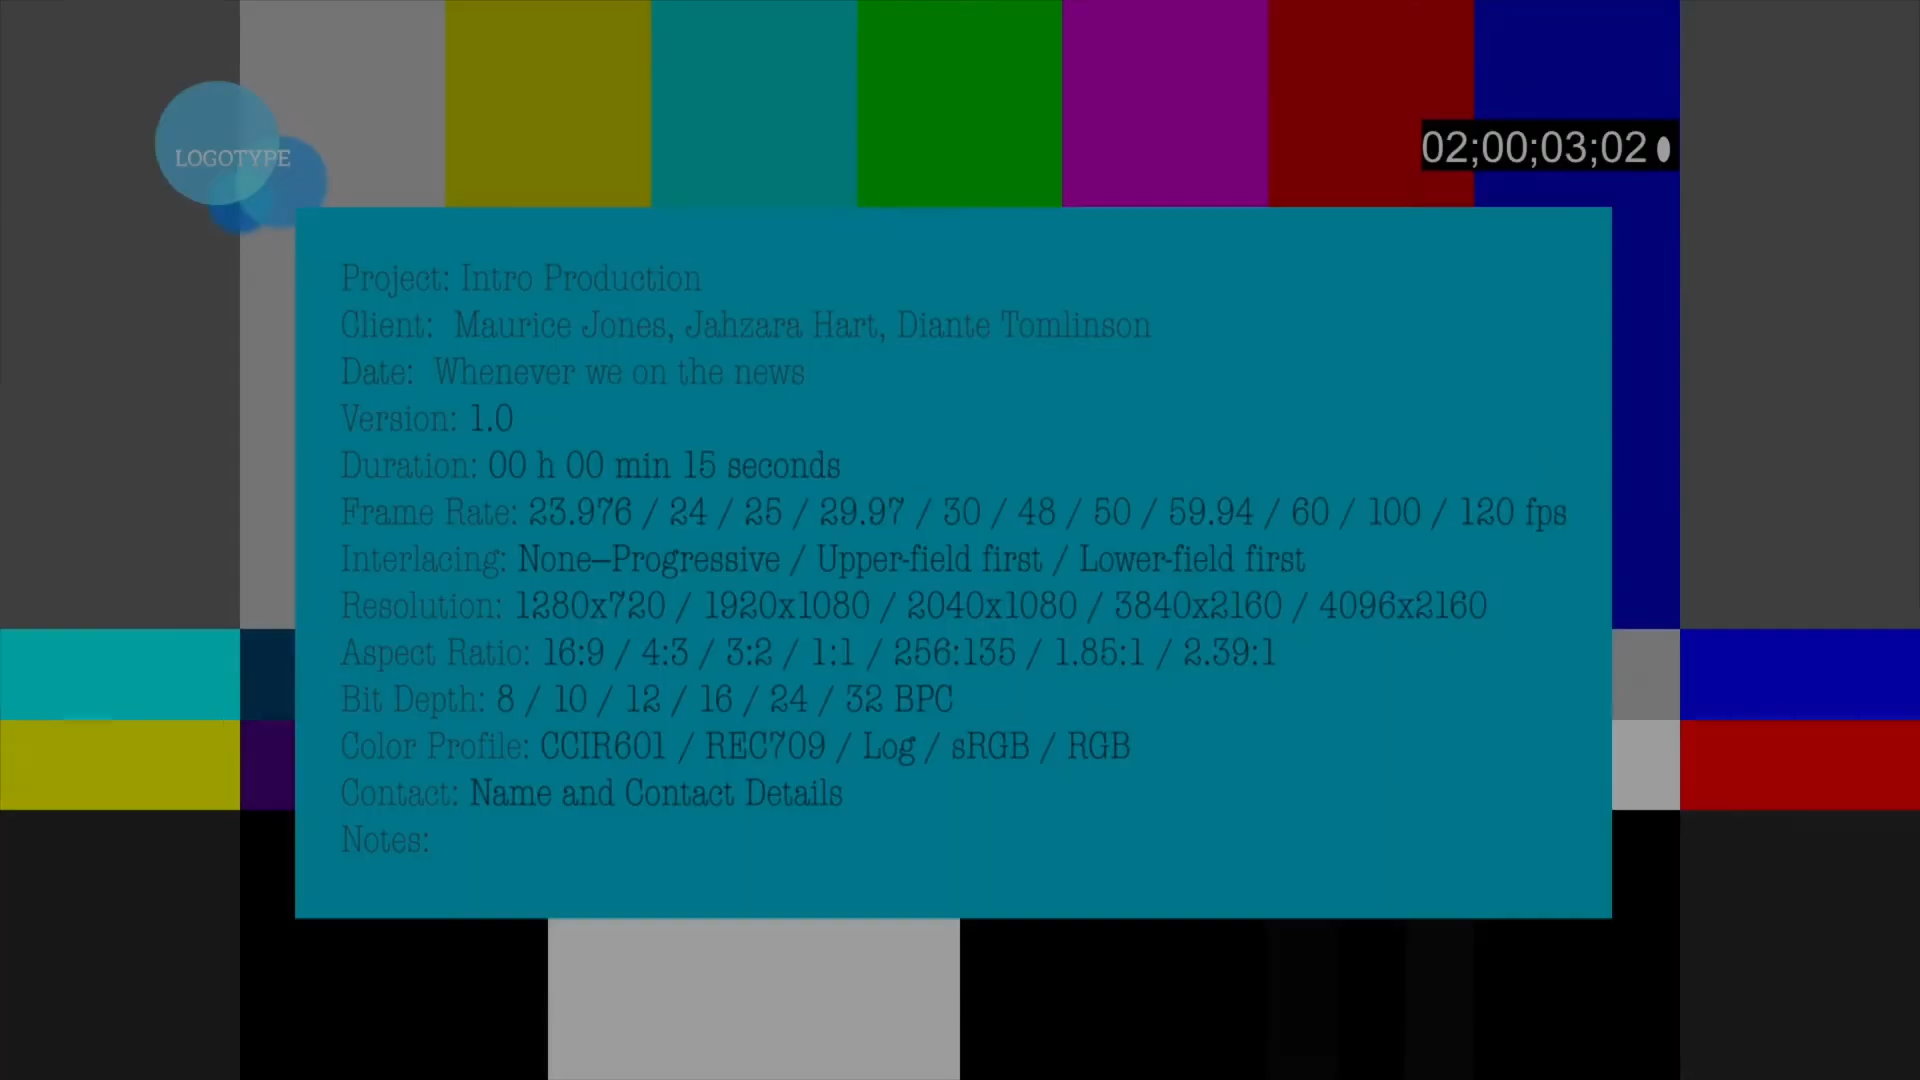 LOGOTYPE
02;00;03;02
Project: Intro Production
Client: Maurice Jones, Jahzara Hart, Diante Tomlinson
Date: Whenever we on the news
Version: 1.0
Duration: 00 h 00 min 15 seconds
Frame Rate: 23.976 / 24 / 25 / 29.97 / 30 / 48 / 50 / 59.94 / 60 / 100 / 120 fps
Interlacing: None—Progressive / Upper-field first / Lower-field first
Resolution: 1280x720 / 1920x1080 / 2040x1080 / 3840x2160 / 4096x2160
Aspect Ratio: 16:9 / 4:3 / 3:2 / 1:1 / 256:135 / 1.85:1 / 2.39:1
Bit Depth: 8 / 10 / 12 / 16 / 24 / 32 BPC
Color Profile: CCIR601 / REC709 / Log / sRGB / RGB
Contact: Name and Contact Details
Notes: